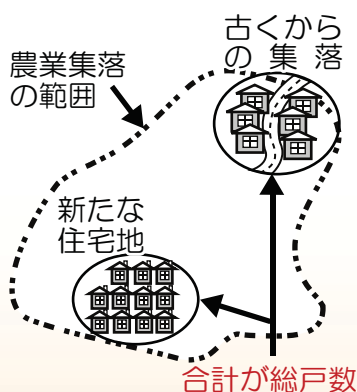 古くから
の集落
農業集落
の範囲
新たな
住宅地
合計が総戸数